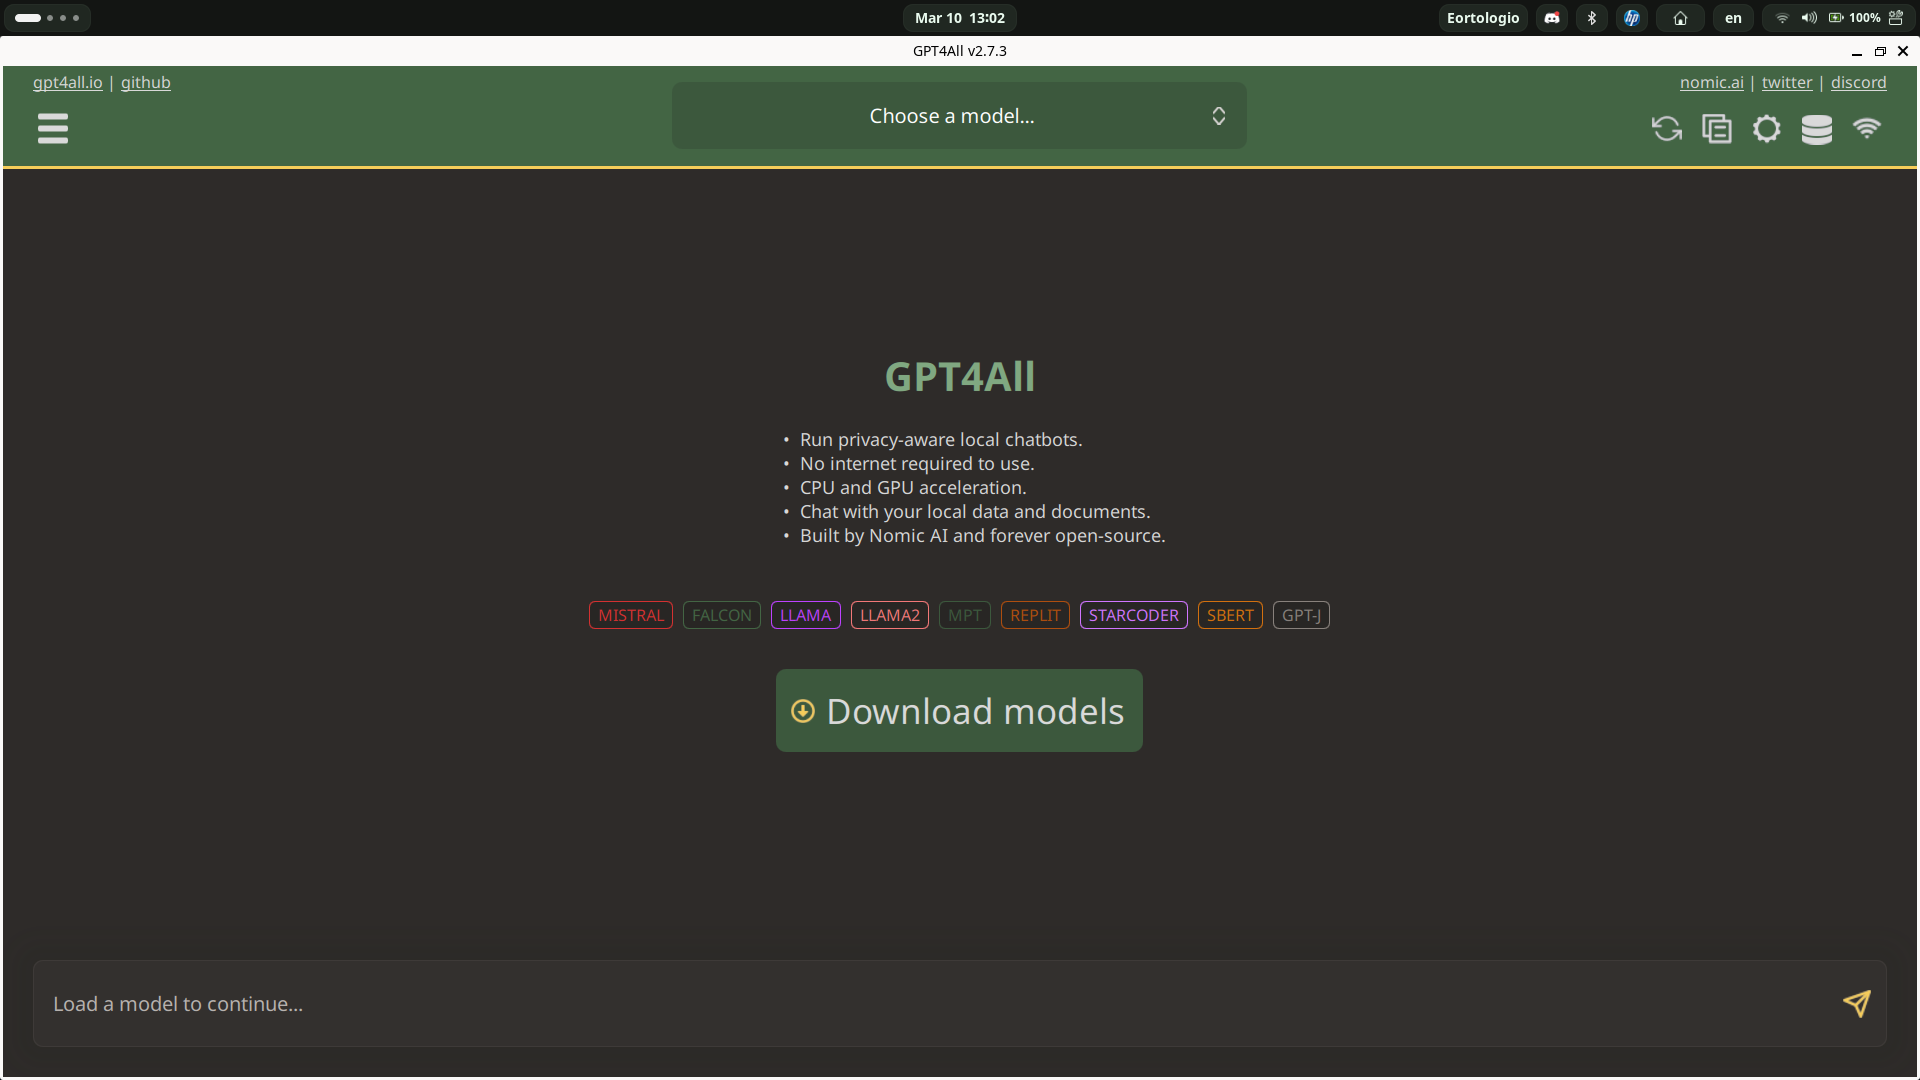 Mar 10 13:02
Eortologio
hp
en
100%
GPT4All v2.7.3
gpt4all.io | github
nomic.ai | twitter | discord
Choose a model...
GPT4All
• Run privacy-aware local chatbots.
• No internet required to use.
• CPU and GPU acceleration.
• Chat with your local data and documents.
• Built by Nomic AI and forever open-source.
MISTRAL FALCON LLAMA LLAMA2 MPT REPLIT STARCODER SBERT GPT-J
Download models
Load a model to continue...